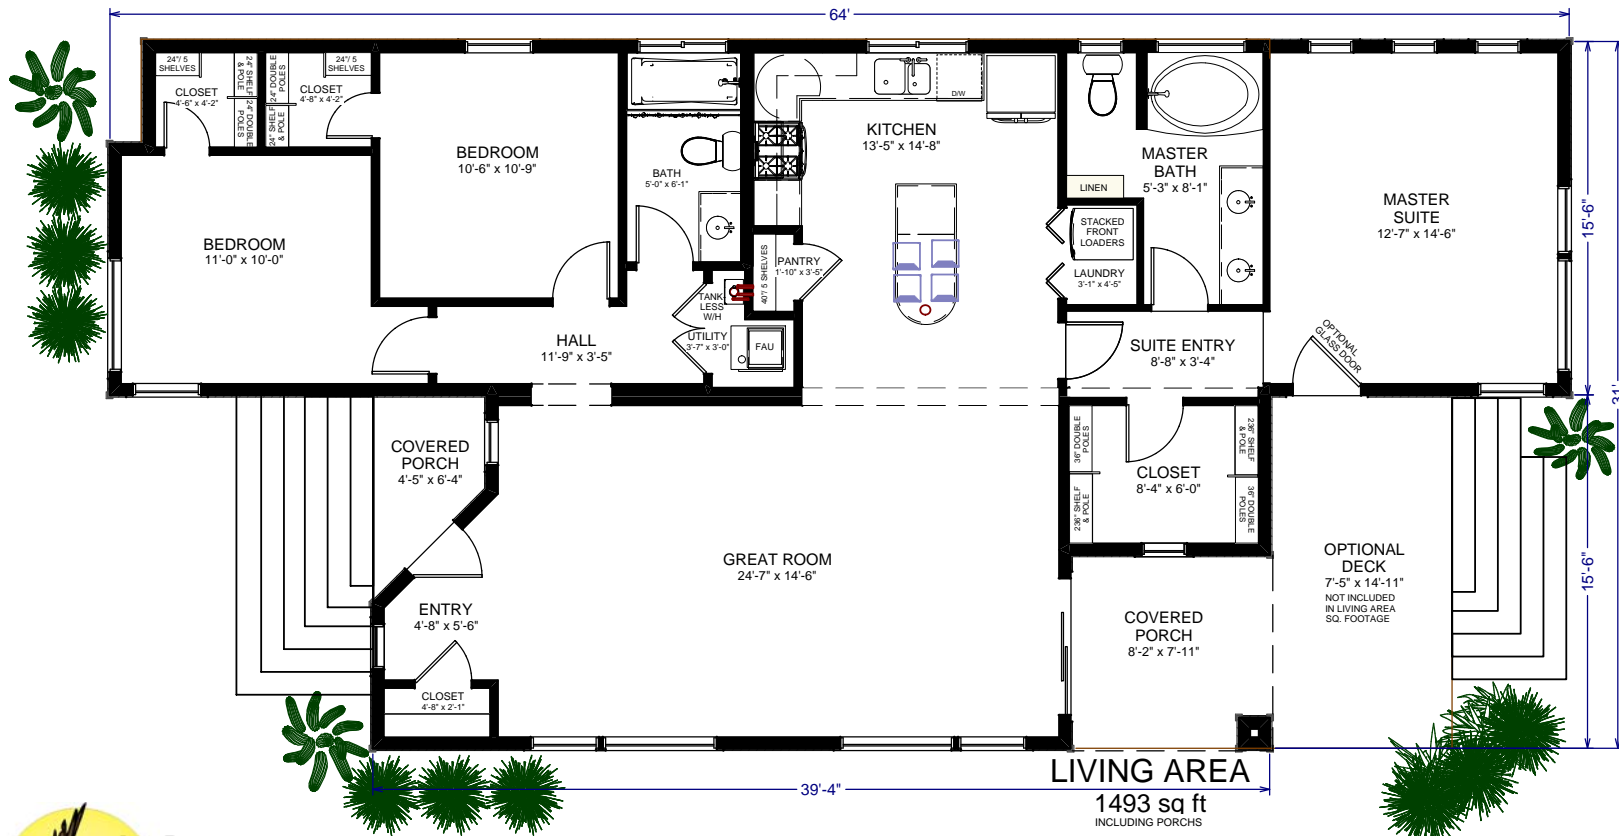 64'
24"/ 5
SHELVES
CLOSET
4'-6" x 4'-2"
24" SHELF
& POLE
24" DOUBLE
POLES
24" DOUBLE
POLES
24" SHELF
& POLE
24"/ 5
SHELVES
CLOSET
4'-8" x 4'-2"
BEDROOM
10'-6" x 10'-9"
BATH
5'-0" x 6'-1"
D/W
KITCHEN
13'-5" x 14'-8"
LINEN
MASTER
BATH
5'-3" x 8'-1"
MASTER
SUITE
12'-7" x 14'-6"
15'-6"
31'
BEDROOM
11'-0" x 10'-0"
STACKED
FRONT
LOADERS
LAUNDRY
3'-1" x 4'-5"
40"/ 5 SHELVES
PANTRY
1'-10" x 3'-5"
TANK-
LESS
W/H
UTILITY
3'-7" x 3'-0"
FAU
HALL
11'-9" x 3'-5"
SUITE ENTRY
8'-8" x 3'-4"
OPTIONAL
GLASS DOOR
COVERED
PORCH
4'-5" x 6'-4"
36" DOUBLE
POLES
236" SHELF
& POLE
236" SHELF
& POLE
36" DOUBLE
POLES
CLOSET
8'-4" x 6'-0"
GREAT ROOM
24'-7" x 14'-6"
OPTIONAL
DECK
7'-5" x 14'-11"
NOT INCLUDED
IN LIVING AREA
SQ. FOOTAGE
15'-6"
ENTRY
4'-8" x 5'-6"
COVERED
PORCH
8'-2" x 7'-11"
CLOSET
4'-8" x 2'-1"
39'-4"
LIVING AREA
1493 sq ft
INCLUDING PORCHS